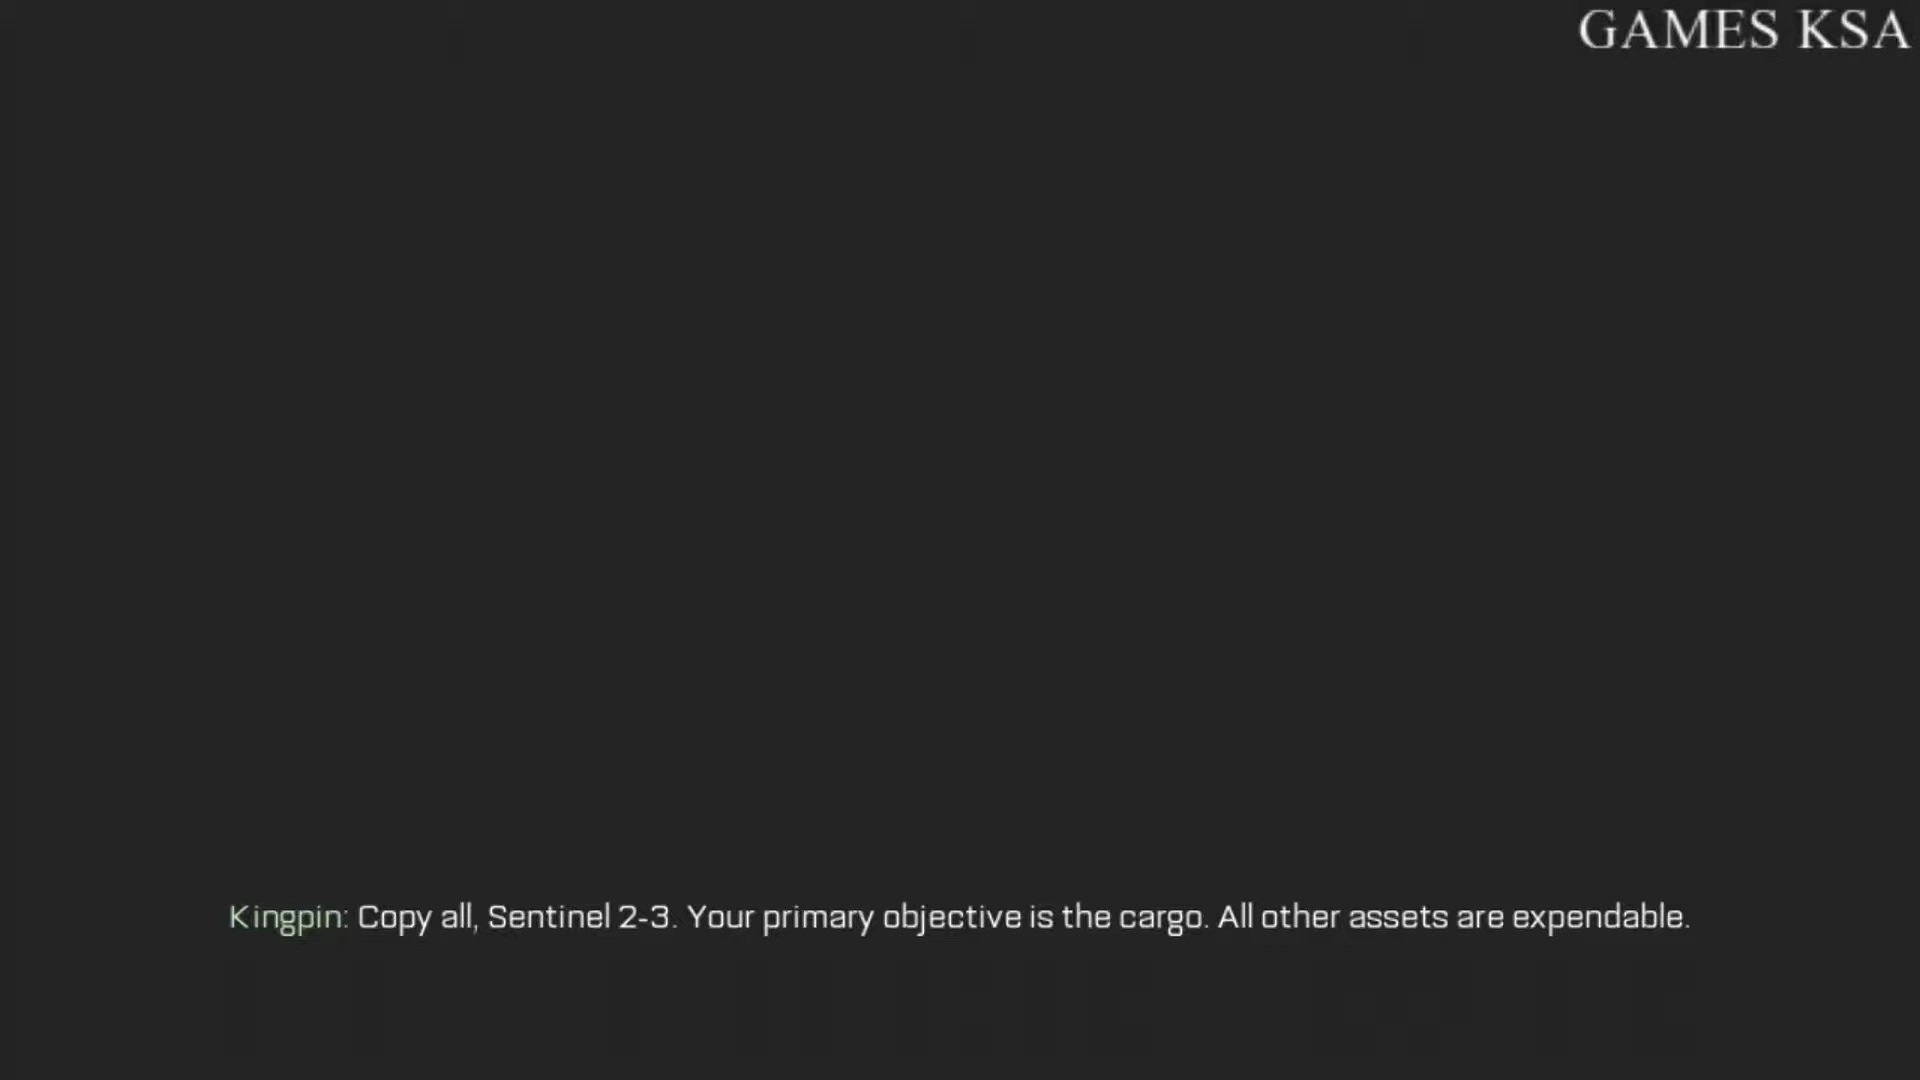 GAMES KSA
Kingpin: Copy all, Sentinel 2-3. Your primary objective is the cargo. All other assets are expendable.